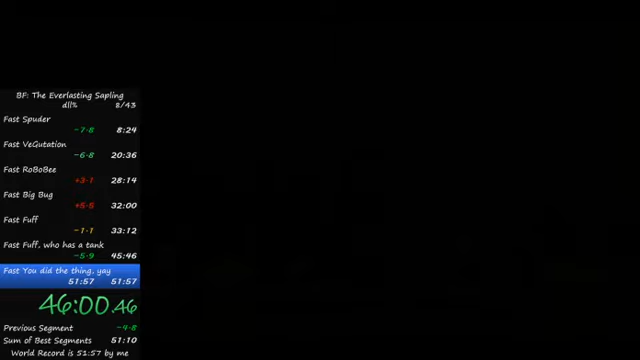 BF: The Everlasting Sapling
dll% 8/43
Fast Spuder
-7.8 8:24
Fast VeGutation
-6.8 20:36
Fast RoBoBee
+3.1 28:14
Fast Big Bug
+5.5 32:00
Fast Fuff
-1.1 33:12
Fast Fuff, who has a tank
-5.9 45:46
Fast You did the thing, yay
51:57 51:57
46:00.46
Previous Segment -4.8
Sum of Best Segments 51:10
World Record is 51:57 by me